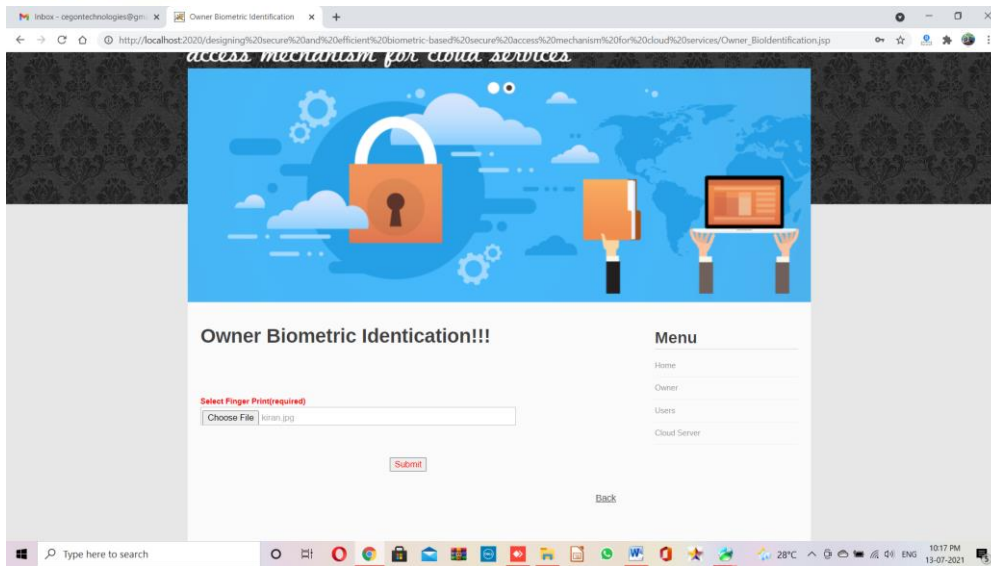 Inbox - cegontechnologies@gm
Owner Biometric Identification
http://localhost:2020/designing%20secure%20and%20efficient%20biometric-based%20secure%20access%20mechanism%20for%20cloud%20services/Owner_BioIdentification.jsp
access mechanism for cloud services
Owner Biometric Identication!!!
Select Finger Print(required)
Choose File kiran.jpg
Submit
Back
Menu
Home
Owner
Users
Cloud Server
Type here to search
28°C
ENG
10:17 PM
13-07-2021